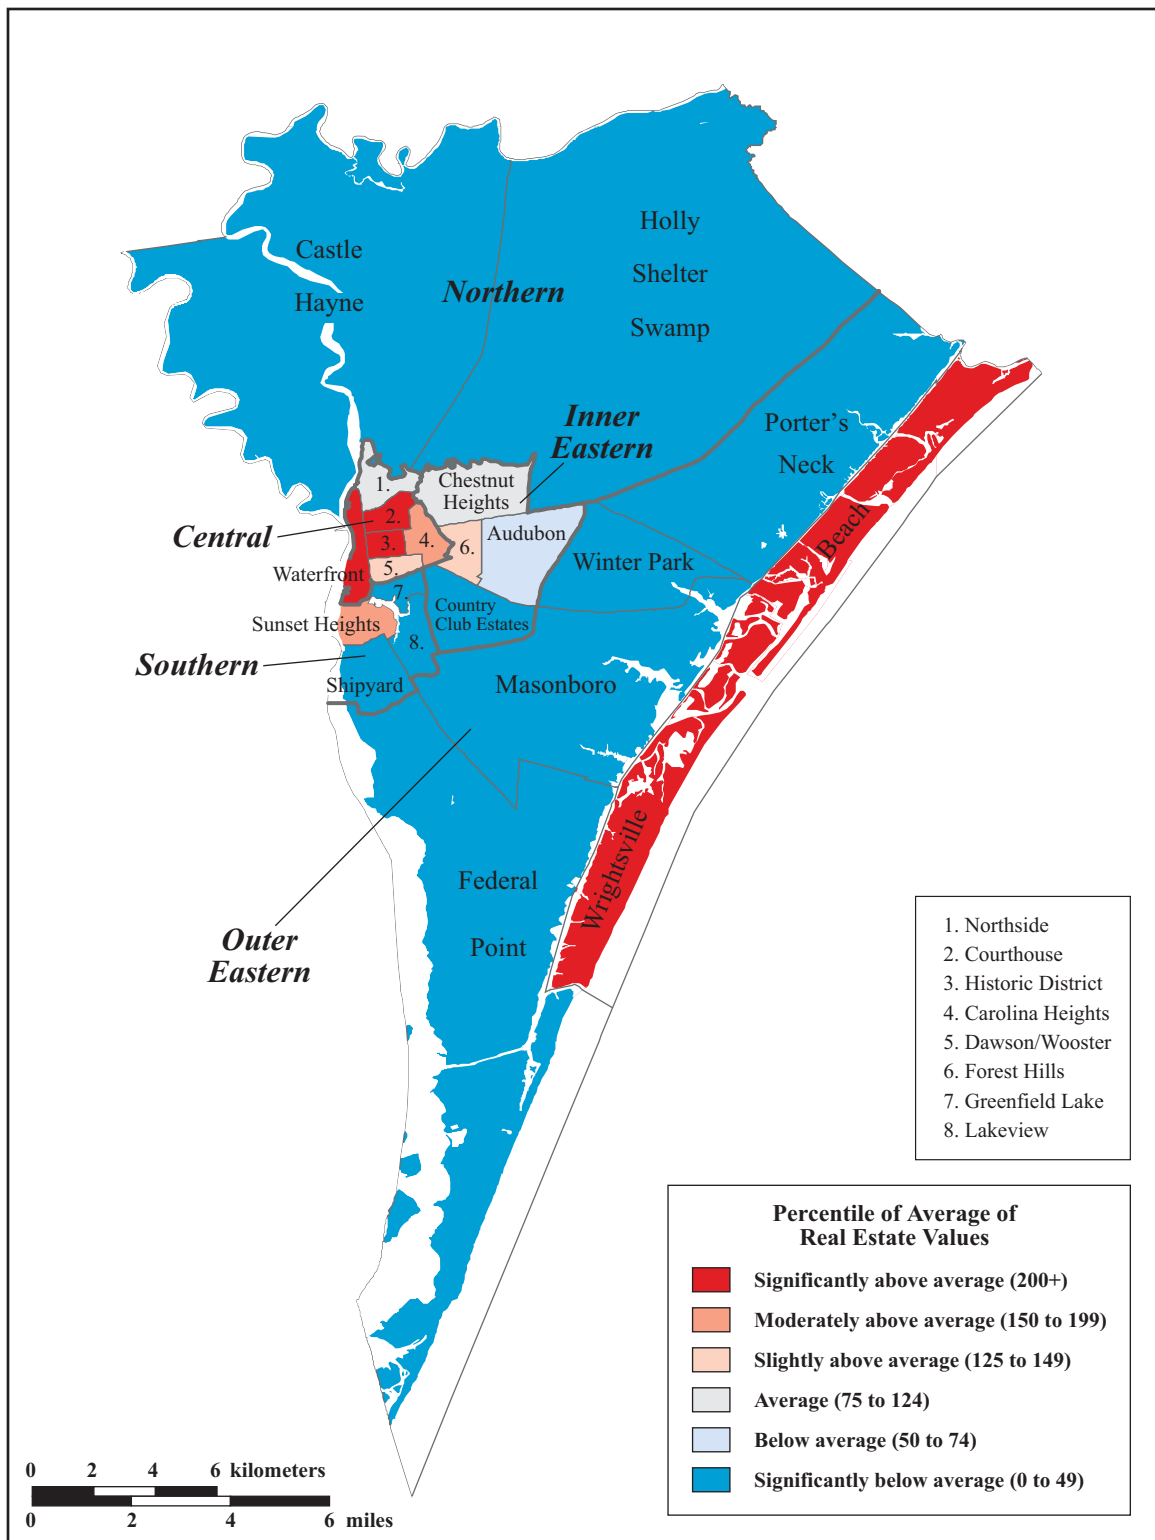 Holly
Shelter
Swamp
Castle
Hayne
Northern
Inner
Eastern
Porter's
Neck
Chestnut
Heights
1.
2.
3.
4.
5.
6.
Audubon
Central
Winter Park
Beach
Waterfront
7.
Country
Club Estates
Sunset Heights
8.
Southern
Shipyard
Masonboro
Wrightsville
Federal
Point
Outer
Eastern
1. Northside
2. Courthouse
3. Historic District
4. Carolina Heights
5. Dawson/Wooster
6. Forest Hills
7. Greenfield Lake
8. Lakeview
Percentile of Average of
Real Estate Values
Significantly above average (200+)
Moderately above average (150 to 199)
Slightly above average (125 to 149)
Average (75 to 124)
Below average (50 to 74)
Significantly below average (0 to 49)
0 2 4 6 kilometers
0 2 4 6 miles